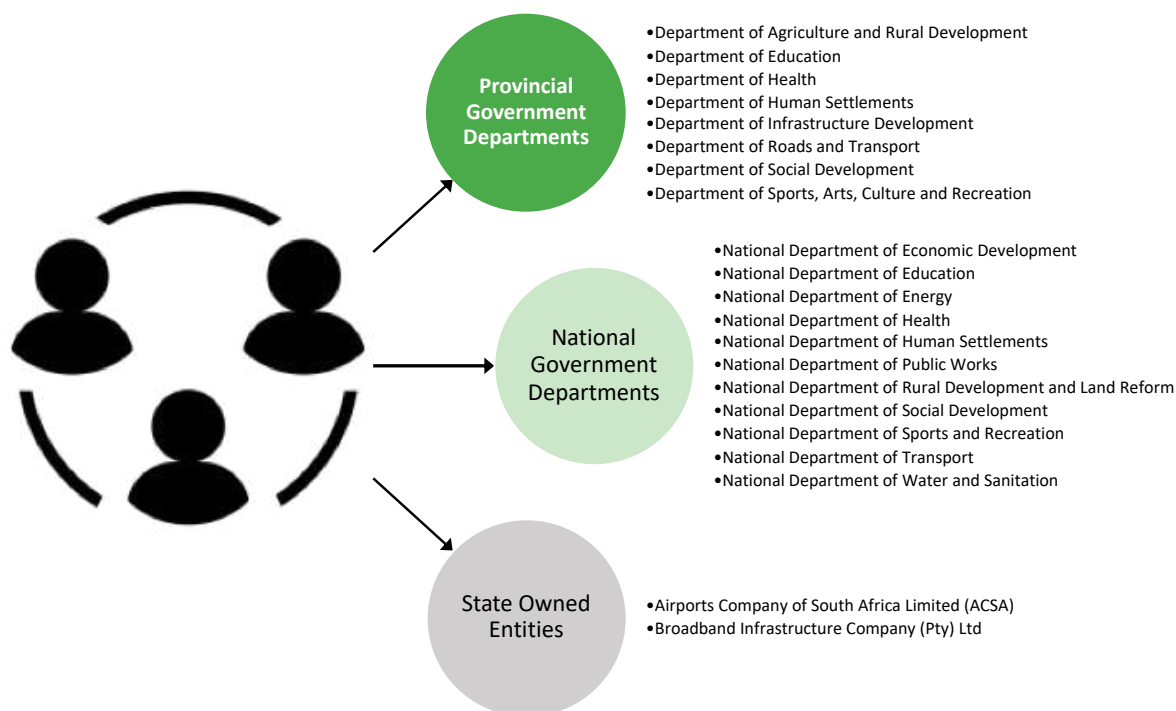 Provincial
Government
Departments
•Department of Agriculture and Rural Development
•Department of Education
•Department of Health
•Department of Human Settlements
•Department of Infrastructure Development
•Department of Roads and Transport
•Department of Social Development
•Department of Sports, Arts, Culture and Recreation
National
Government
Departments
•National Department of Economic Development
•National Department of Education
•National Department of Energy
•National Department of Health
•National Department of Human Settlements
•National Department of Public Works
•National Department of Rural Development and Land Reform
•National Department of Social Development
•National Department of Sports and Recreation
•National Department of Transport
•National Department of Water and Sanitation
State Owned
Entities
•Airports Company of South Africa Limited (ACSA)
•Broadband Infrastructure Company (Pty) Ltd